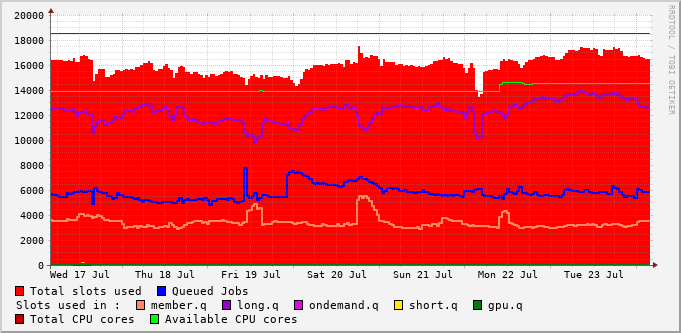 20000
18000
16000
14000
12000
10000
8000
6000
4000
2000
0
Wed 17 Jul Thu 18 Jul Fri 19 Jul Sat 20 Jul Sun 21 Jul Mon 22 Jul Tue 23 Jul
Total slots used Queued Jobs
Slots used in : member.q long.q ondemand.q short.q gpu.q
Total CPU cores Available CPU cores
RRDTOOL / TOBI OETIKER